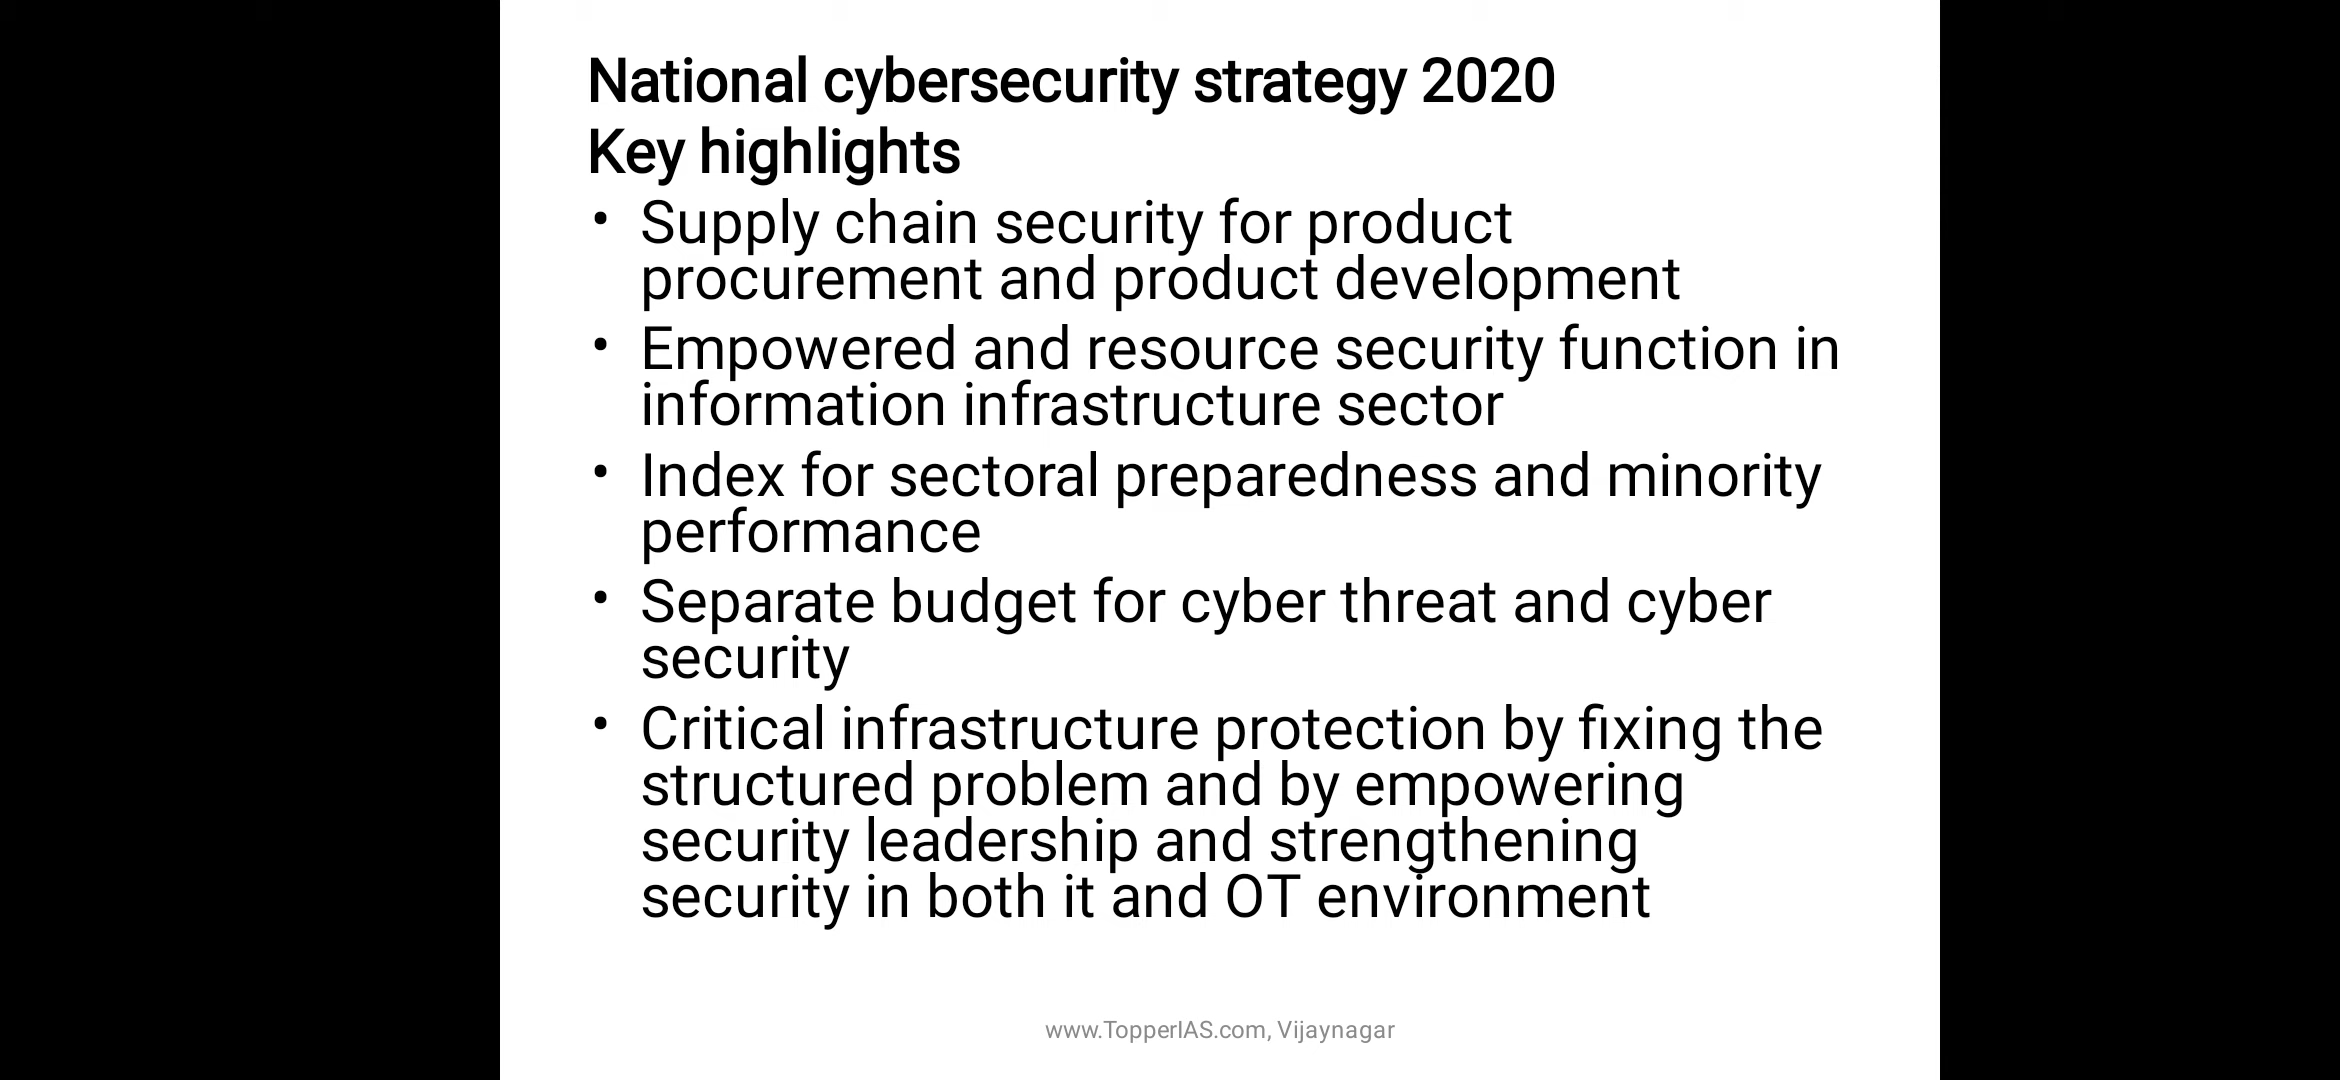 National cybersecurity strategy 2020
Key highlights
• Supply chain security for product
procurement and product development
• Empowered and resource security function in
information infrastructure sector
• Index for sectoral preparedness and minority
performance
• Separate budget for cyber threat and cyber
security
• Critical infrastructure protection by fixing the
structured problem and by empowering
security leadership and strengthening
security in both it and OT environment
www.TopperIAS.com, Vijaynagar